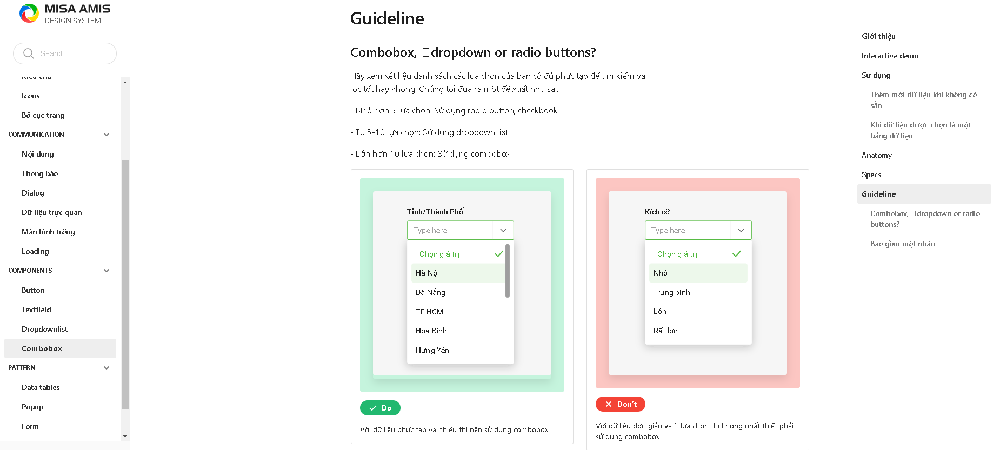 MISA AMIS
DESIGN SYSTEM
Search...
Icons
Bố cục trang
COMMUNICATION
Nội dung
Thông báo
Dialog
Dữ liệu trực quan
Màn hình trống
Loading
COMPONENTS
Button
Textfield
Dropdownlist
Combobox
PATTERN
Data tables
Popup
Form
Guideline
Combobox, dropdown or radio buttons?
Hãy xem xét liệu danh sách các lựa chọn của bạn có đủ phức tạp để tìm kiếm và
lọc tốt hay không. Chúng tôi đưa ra một đề xuất như sau:
- Nhỏ hơn 5 lựa chọn: Sử dụng radio button, checkbook
- Từ 5-10 lựa chọn: Sử dụng dropdown list
- Lớn hơn 10 lựa chọn: Sử dụng combobox
Tỉnh/Thành Phố
Type here
- Chọn giá trị -
Hà Nội
Đà Nẵng
TP.HCM
Hòa Bình
Hưng Yên
Do
Với dữ liệu phức tạp và nhiều thì nên sử dụng combobox
Kích cỡ
Type here
- Chọn giá trị -
Nhỏ
Trung bình
Lớn
Rất lớn
Don't
Với dữ liệu đơn giản và ít lựa chọn thì không nhất thiết phải
sử dụng combobox
Giới thiệu
Interactive demo
Sử dụng
Thêm mới dữ liệu khi không có
sẵn
Khi dữ liệu được chọn là một
bảng dữ liệu
Anatomy
Specs
Guideline
Combobox, dropdown or radio
buttons?
Bao gồm một nhãn